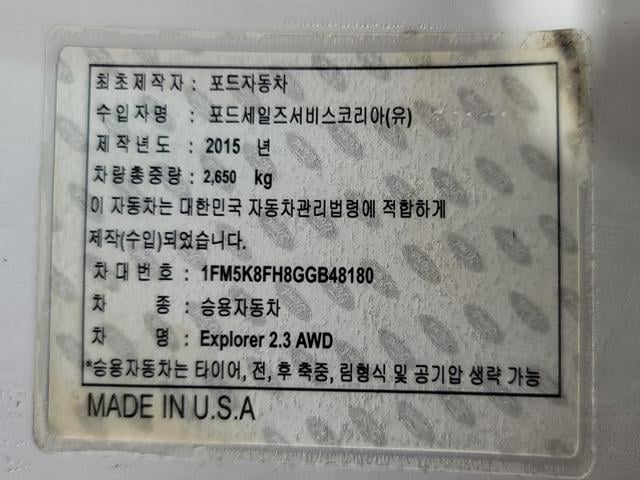 최초제작자 : 포드자동차
수입자명 : 포드세일즈서비스코리아(유)
제작년도 : 2015 년
차량총중량 : 2,650 kg
이 자동차는 대한민국 자동차관리법령에 적합하게
제작(수입)되었습니다.
차대번호 : 1FM5K8FH8GGB48180
차 종 : 승용자동차
차 명 : Explorer 2.3 AWD
*승용자동차는 타이어, 전, 후 축중, 림형식 및 공기압 생략 가능
MADE IN U.S.A